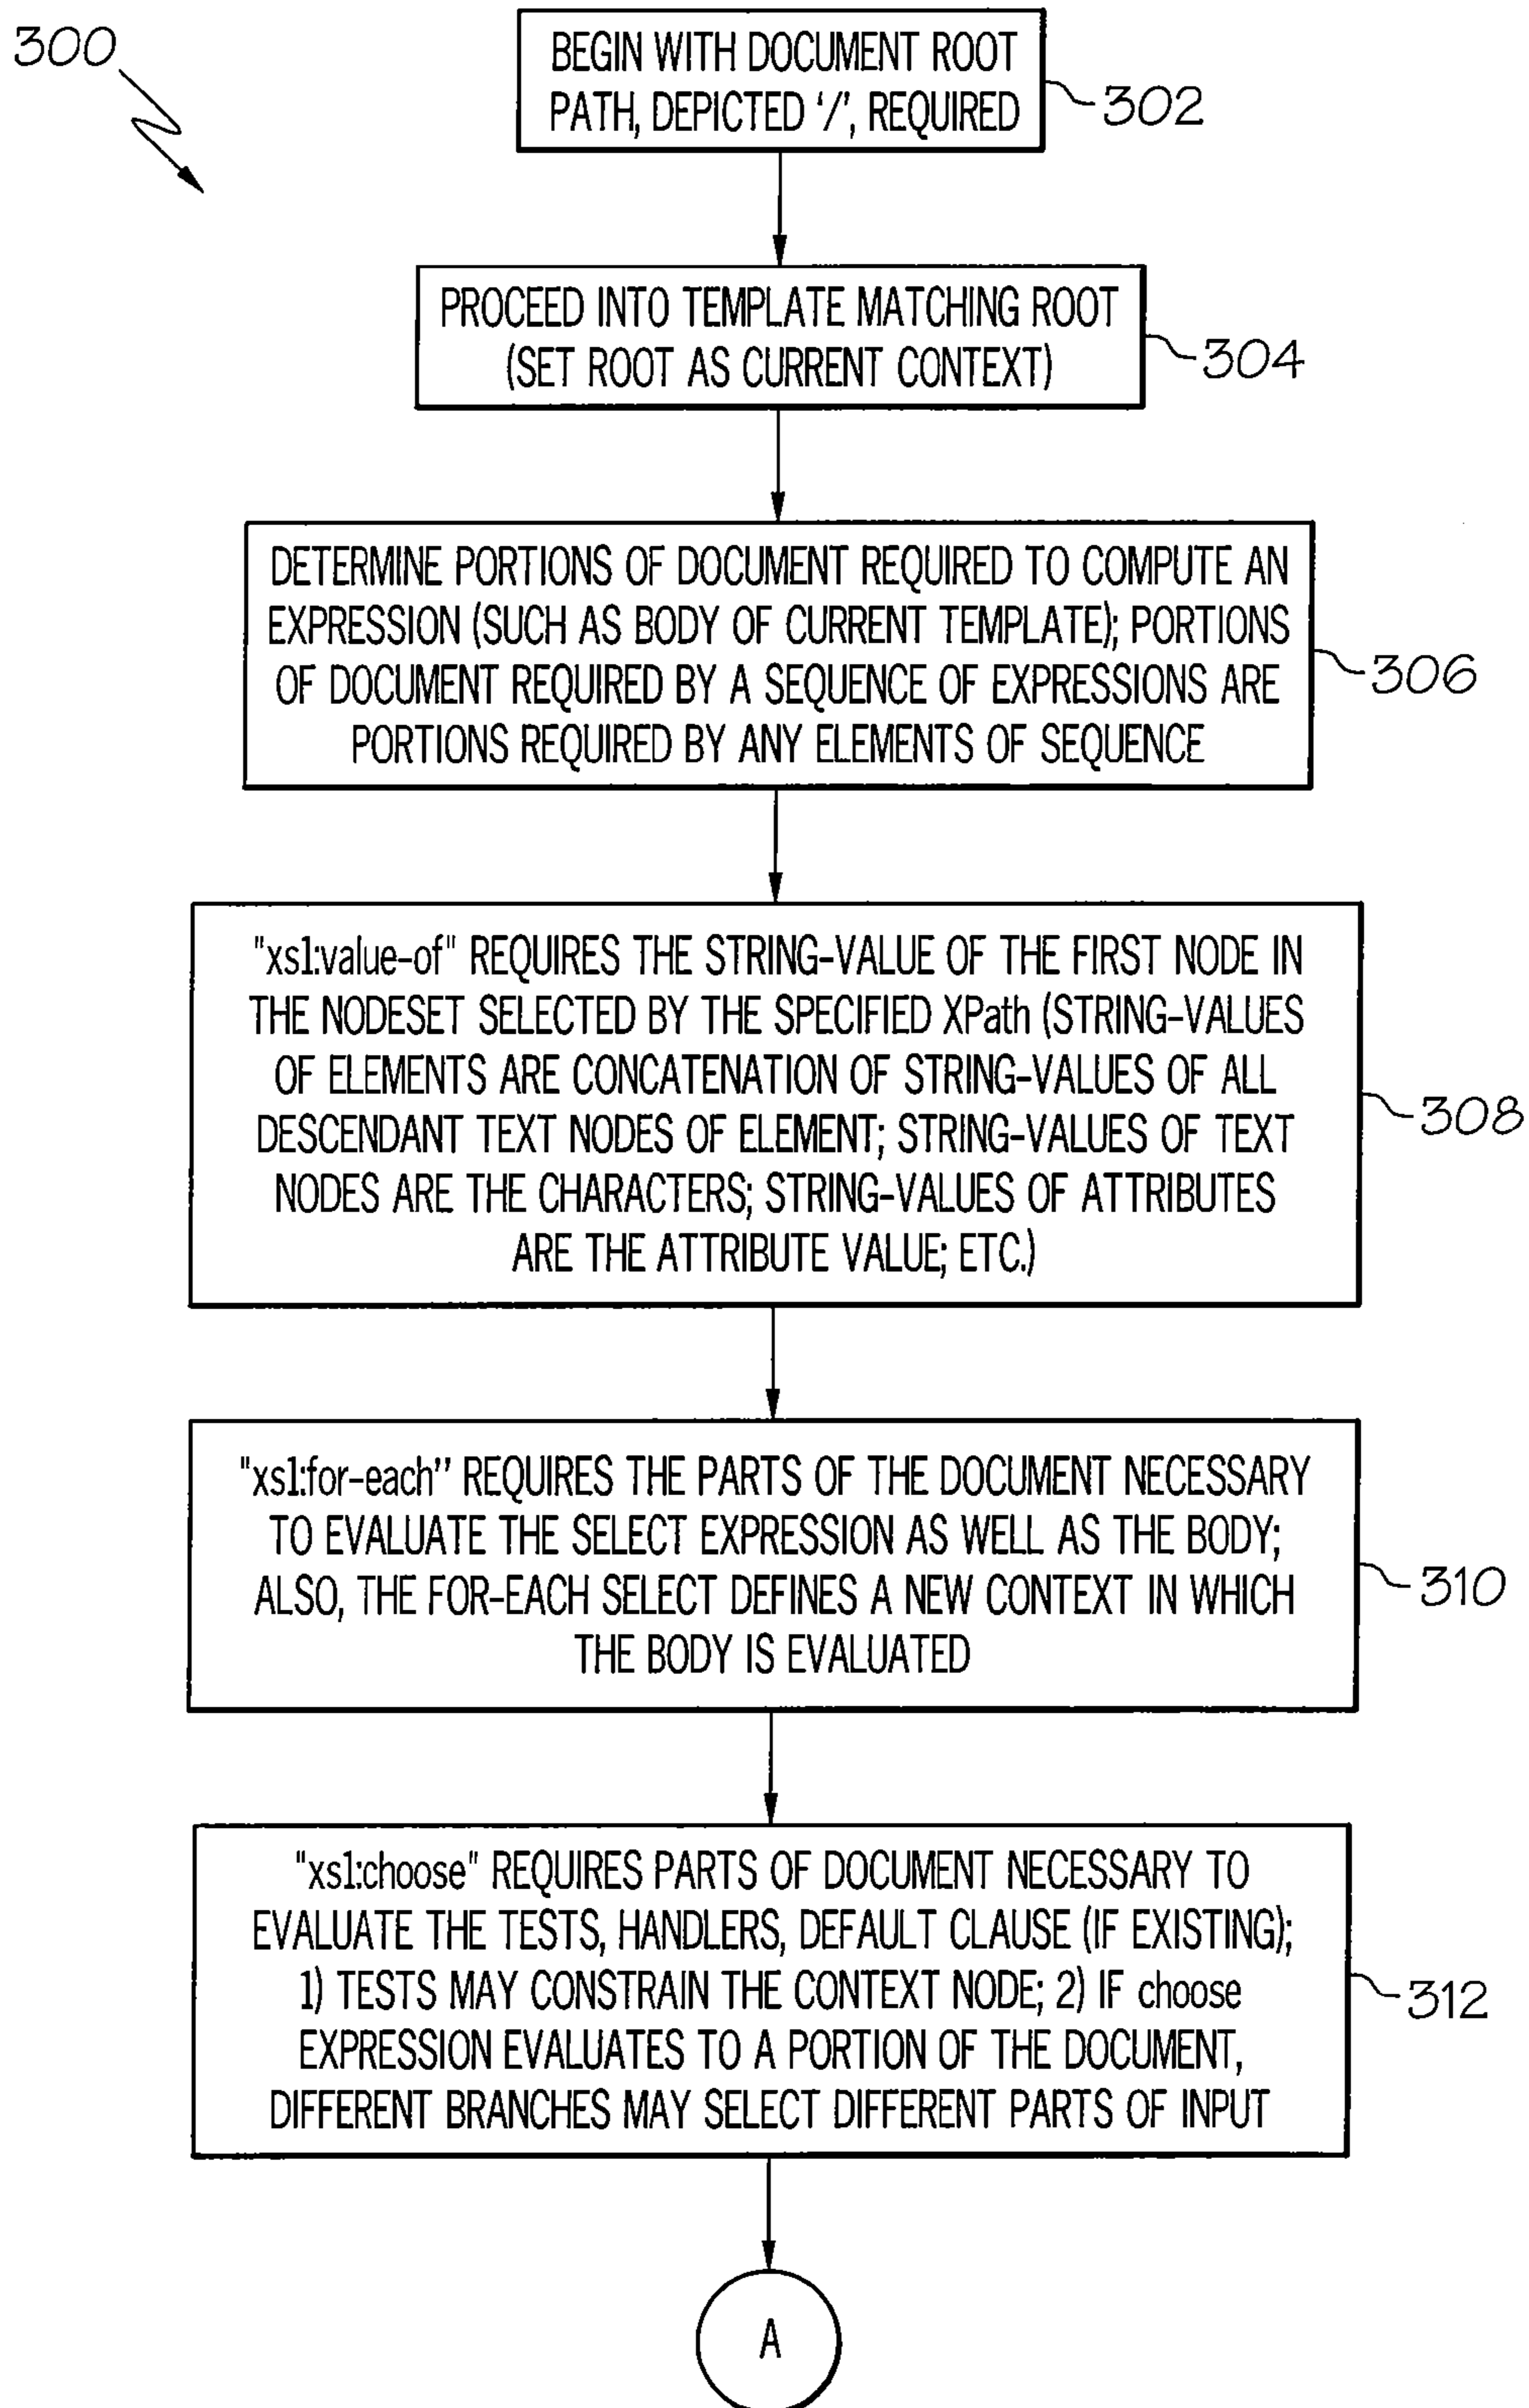 300
BEGIN WITH DOCUMENT ROOT
PATH, DEPICTED '/', REQUIRED
302
PROCEED INTO TEMPLATE MATCHING ROOT
(SET ROOT AS CURRENT CONTEXT)
304
DETERMINE PORTIONS OF DOCUMENT REQUIRED TO COMPUTE AN
EXPRESSION (SUCH AS BODY OF CURRENT TEMPLATE); PORTIONS
OF DOCUMENT REQUIRED BY A SEQUENCE OF EXPRESSIONS ARE
PORTIONS REQUIRED BY ANY ELEMENTS OF SEQUENCE
306
"xs1:value-of" REQUIRES THE STRING-VALUE OF THE FIRST NODE IN
THE NODESET SELECTED BY THE SPECIFIED XPath (STRING-VALUES
OF ELEMENTS ARE CONCATENATION OF STRING-VALUES OF ALL
DESCENDANT TEXT NODES OF ELEMENT; STRING-VALUES OF TEXT
NODES ARE THE CHARACTERS; STRING-VALUES OF ATTRIBUTES
ARE THE ATTRIBUTE VALUE; ETC.)
308
"xs1:for-each" REQUIRES THE PARTS OF THE DOCUMENT NECESSARY
TO EVALUATE THE SELECT EXPRESSION AS WELL AS THE BODY;
ALSO, THE FOR-EACH SELECT DEFINES A NEW CONTEXT IN WHICH
THE BODY IS EVALUATED
310
"xs1:choose" REQUIRES PARTS OF DOCUMENT NECESSARY TO
EVALUATE THE TESTS, HANDLERS, DEFAULT CLAUSE (IF EXISTING);
1) TESTS MAY CONSTRAIN THE CONTEXT NODE; 2) IF choose
EXPRESSION EVALUATES TO A PORTION OF THE DOCUMENT,
DIFFERENT BRANCHES MAY SELECT DIFFERENT PARTS OF INPUT
312
A